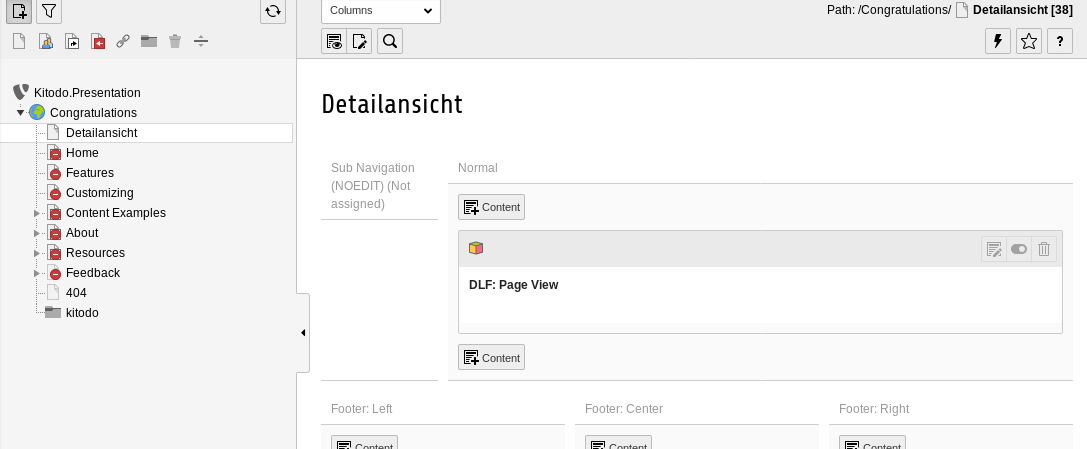 Columns
Path: /Congratulations/ Detailansicht [38]
?
Kitodo.Presentation
Congratulations
Detailansicht
Home
Features
Customizing
Content Examples
About
Resources
Feedback
404
kitodo
Detailansicht
Sub Navigation
(NOEDIT) (Not
assigned)
Normal
Content
DLF: Page View
Content
Footer: Left
Footer: Center
Footer: Right
Content
Content
Content